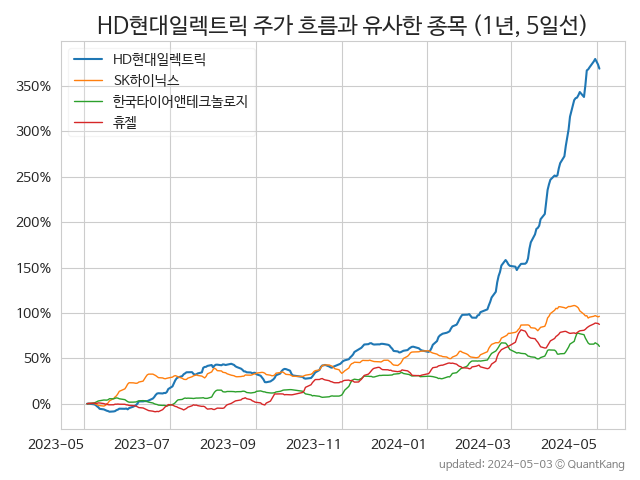 HD현대일렉트릭 주가 흐름과 유사한 종목 (1년, 5일선)
HD현대일렉트릭
SK하이닉스
한국타이어앤테크놀로지
휴젤
350%
300%
250%
200%
150%
100%
50%
0%
2023-05 2023-07 2023-09 2023-11 2024-01 2024-03 2024-05
updated: 2024-05-03 © QuantKang